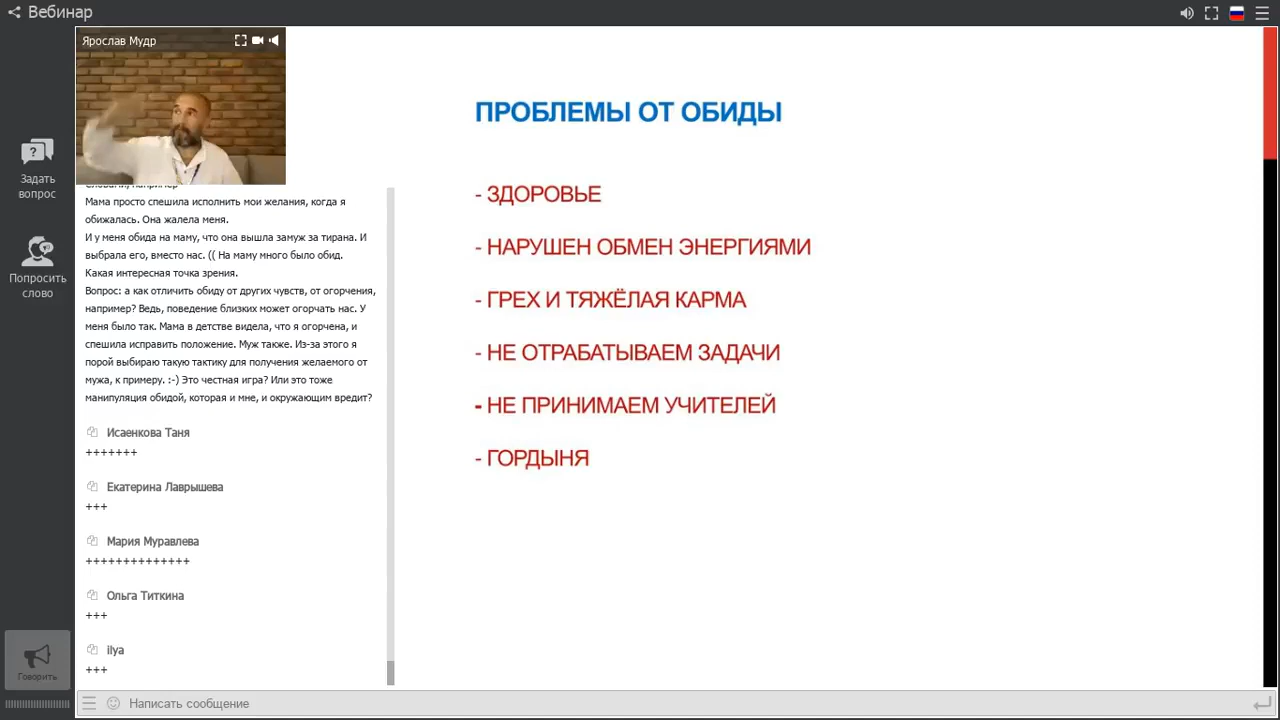 Вебинар
Ярослав Мудр
Задать
вопрос
Попросить
слово
Говорить
Мама просто спешила исполнить мои желания, когда я
обижалась. Она жалела меня.
И у меня обида на маму, что она вышла замуж за тирана. И
выбрала его, вместо нас. (( На маму много было обид.
Какая интересная точка зрения.
Вопрос: а как отличить обиду от других чувств, от огорчения,
например? Ведь, поведение близких может огорчать нас. У
меня было так. Мама в детстве видела, что я огорчена, и
спешила исправить положение. Муж также. Из-за этого я
порой выбираю такую тактику для получения желаемого от
мужа, к примеру. :-) Это честная игра? Или это тоже
манипуляция обидой, которая и мне, и окружающим вредит?
Исаенкова Таня
+++++++
Екатерина Лаврышева
+++
Мария Муравлева
++++++++++++++
Ольга Титкина
+++
ilya
+++
Написать сообщение
ПРОБЛЕМЫ ОТ ОБИДЫ
- ЗДОРОВЬЕ
- НАРУШЕН ОБМЕН ЭНЕРГИЯМИ
- ГРЕХ И ТЯЖЁЛАЯ КАРМА
- НЕ ОТРАБАТЫВАЕМ ЗАДАЧИ
- НЕ ПРИНИМАЕМ УЧИТЕЛЕЙ
- ГОРДЫНЯ